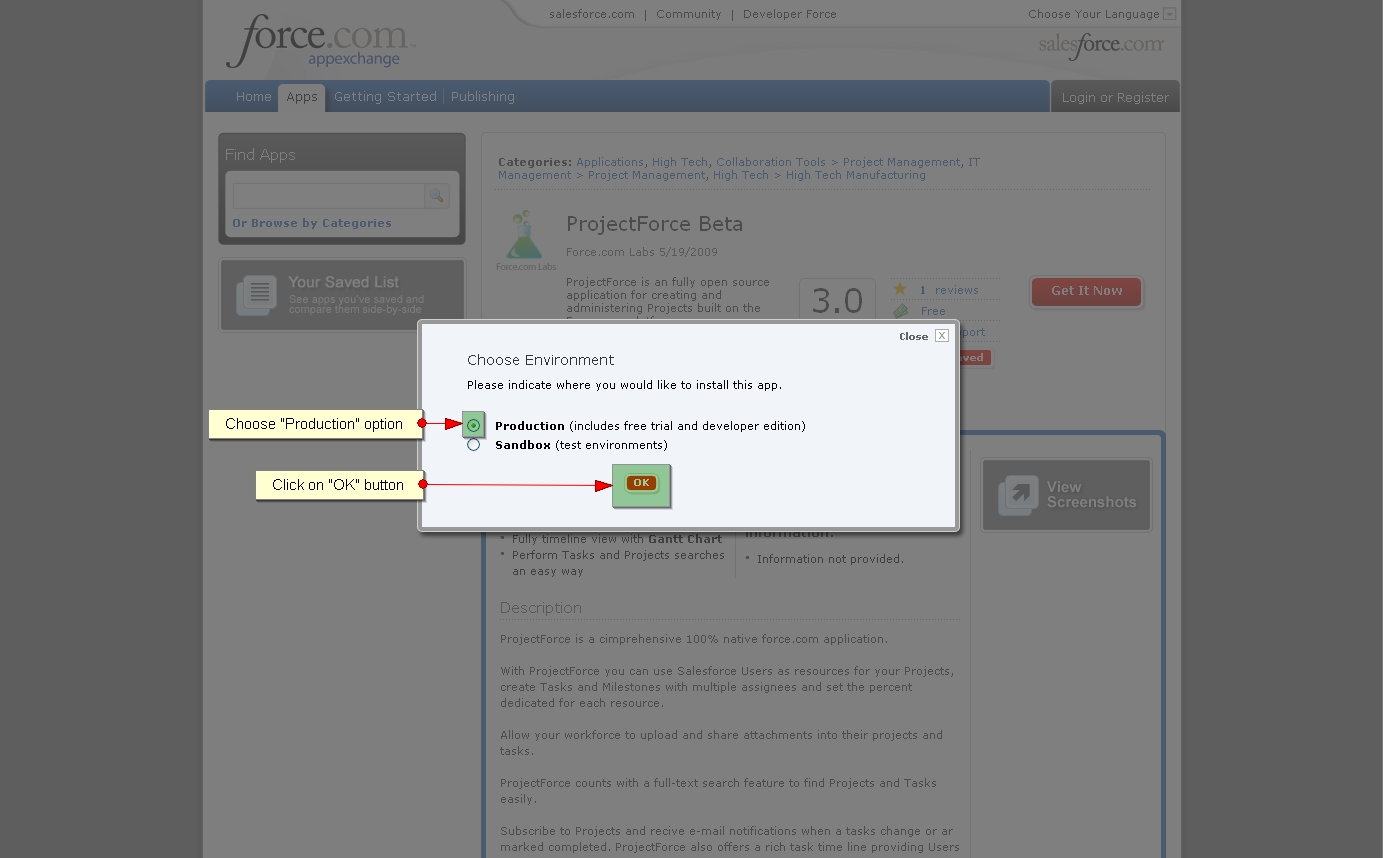 salesforce.com | Community | Developer Force
Choose Your Language
force.com
appexchange
salesforce.com
Home
Apps
Getting Started
Publishing
Login or Register
Find Apps
Or Browse by Categories
Your Saved List
See apps you've saved and
compare them side-by-side
Categories: Applications, High Tech, Collaboration Tools > Project Management, IT
Management > Project Management, High Tech > High Tech Manufacturing
Force.com Labs
ProjectForce Beta
Force.com Labs 5/19/2009
ProjectForce is an fully open source
application for creating and
administering Projects built on the
3.0
1 reviews
Free
Get It Now
Close X
Choose Environment
Please indicate where you would like to install this app.
Choose "Production" option
Production (includes free trial and developer edition)
Sandbox (test environments)
Click on "OK" button
OK
View
Screenshots
• Fully timeline view with Gantt Chart
• Perform Tasks and Projects searches
an easy way
information.
• Information not provided.
Description
ProjectForce is a cimprehensive 100% native force.com application.
With ProjectForce you can use Salesforce Users as resources for your Projects,
create Tasks and Milestones with multiple assignees and set the percent
dedicated for each resource.
Allow your workforce to upload and share attachments into their projects and
tasks.
ProjectForce counts with a full-text search feature to find Projects and Tasks
easily.
Subscribe to Projects and recive e-mail notifications when a tasks change or ar
marked completed. ProjectForce also offers a rich task time line providing Users